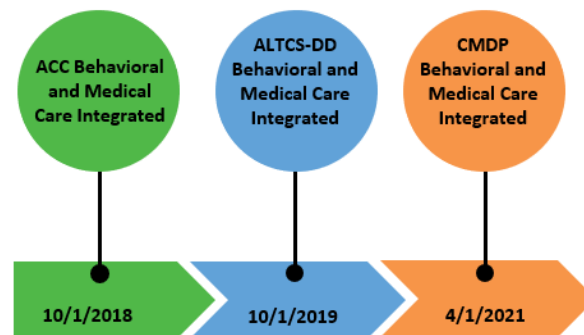 ACC Behavioral
and Medical
Care Integrated
ALTCS-DD
Behavioral and
Medical Care
Integrated
CMDP
Behavioral and
Medical Care
Integrated
10/1/2018
10/1/2019
4/1/2021